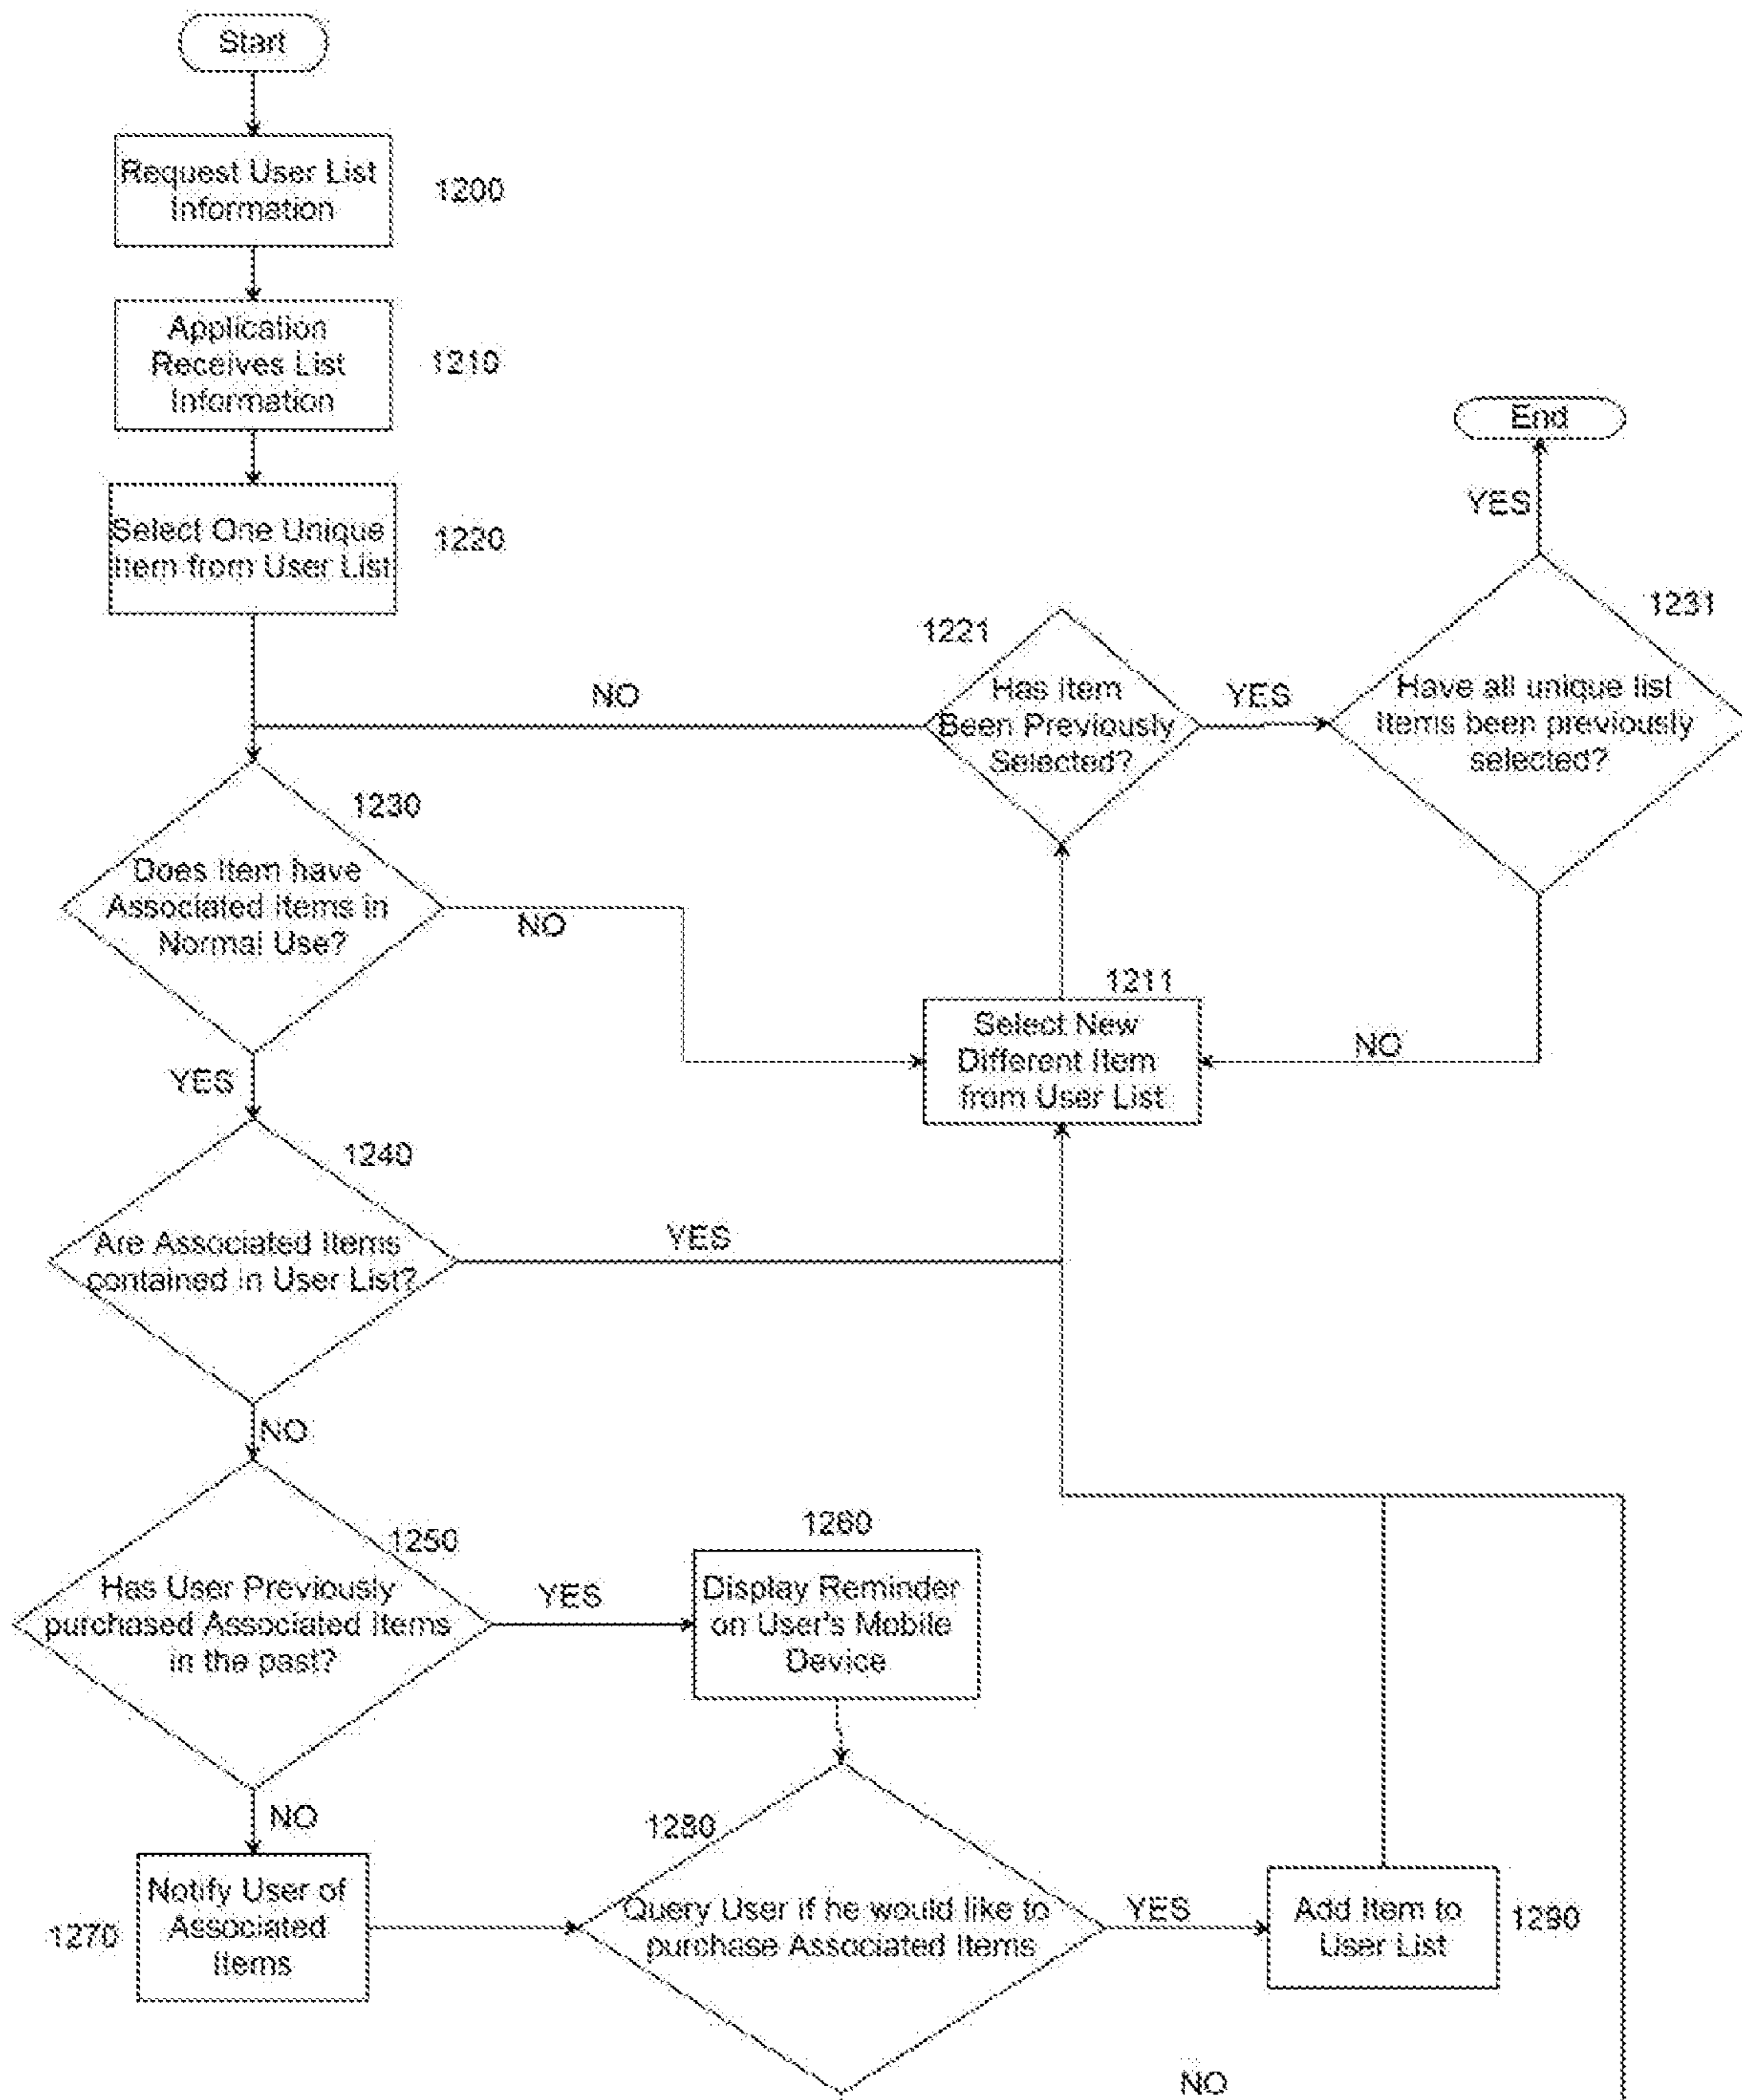 Start
Request User List
Information
1200
Application
Receives List
Information
1210
End
YES
Select One Unique
Item from User List
1220
1221
1231
NO
Has Item
Been Previously
Selected?
YES
Have all unique list
Items been previously
selected?
1230
Does Item have
Associated Items in
Normal Use?
NO
1211
Select New
Different Item
from User List
NO
YES
1240
Are Associated Items
contained in User List?
YES
NO
1250
Has User Previously
purchased Associated Items
in the past?
YES
1260
Display Reminder
on User's Mobile
Device
NO
1270
Notify User of
Associated
Items
1280
Query User if he would like to
purchase Associated Items
YES
Add Item to
User List
1290
NO